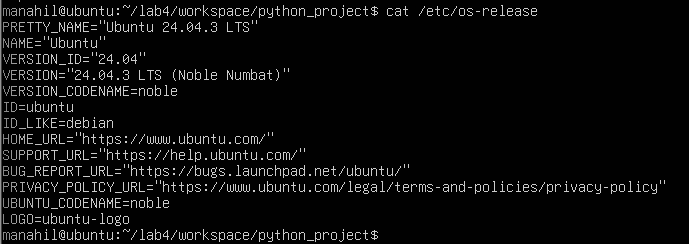 manahil@ubuntu:~/lab4/workspace/python_project$ cat /etc/os-release
PRETTY_NAME="Ubuntu 24.04.3 LTS"
NAME="Ubuntu"
VERSION_ID="24.04"
VERSION="24.04.3 LTS (Noble Numbat)"
VERSION_CODENAME=noble
ID=ubuntu
ID_LIKE=debian
HOME_URL="https://www.ubuntu.com/"
SUPPORT_URL="https://help.ubuntu.com/"
BUG_REPORT_URL="https://bugs.launchpad.net/ubuntu/"
PRIVACY_POLICY_URL="https://www.ubuntu.com/legal/terms-and-policies/privacy-policy"
UBUNTU_CODENAME=noble
LOGO=ubuntu-logo
manahil@ubuntu:~/lab4/workspace/python_project$